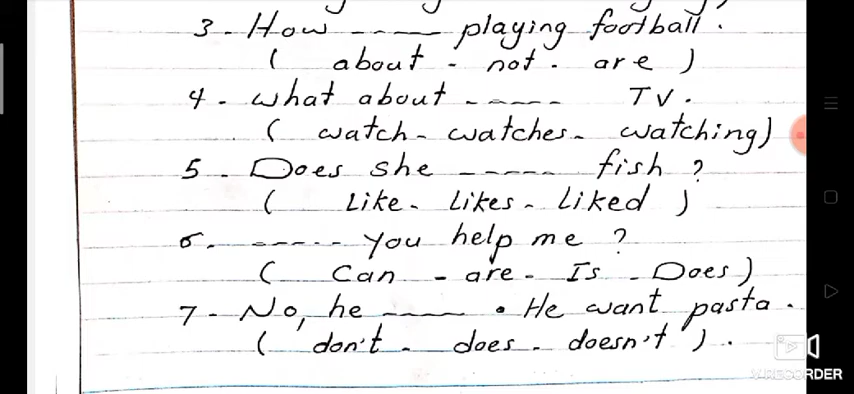 3 - How ----- playing football.
( about - not - are )
4 - what about ----- TV.
( watch - watches - watching)
5 - Does she ----- fish ?
( Like - Likes - Liked )
6. ----- you help me ?
( Can - are - Is - Does )
7 - No, he ----- . He want pasta .
( don't - does - doesn't ) .
V RECORDER